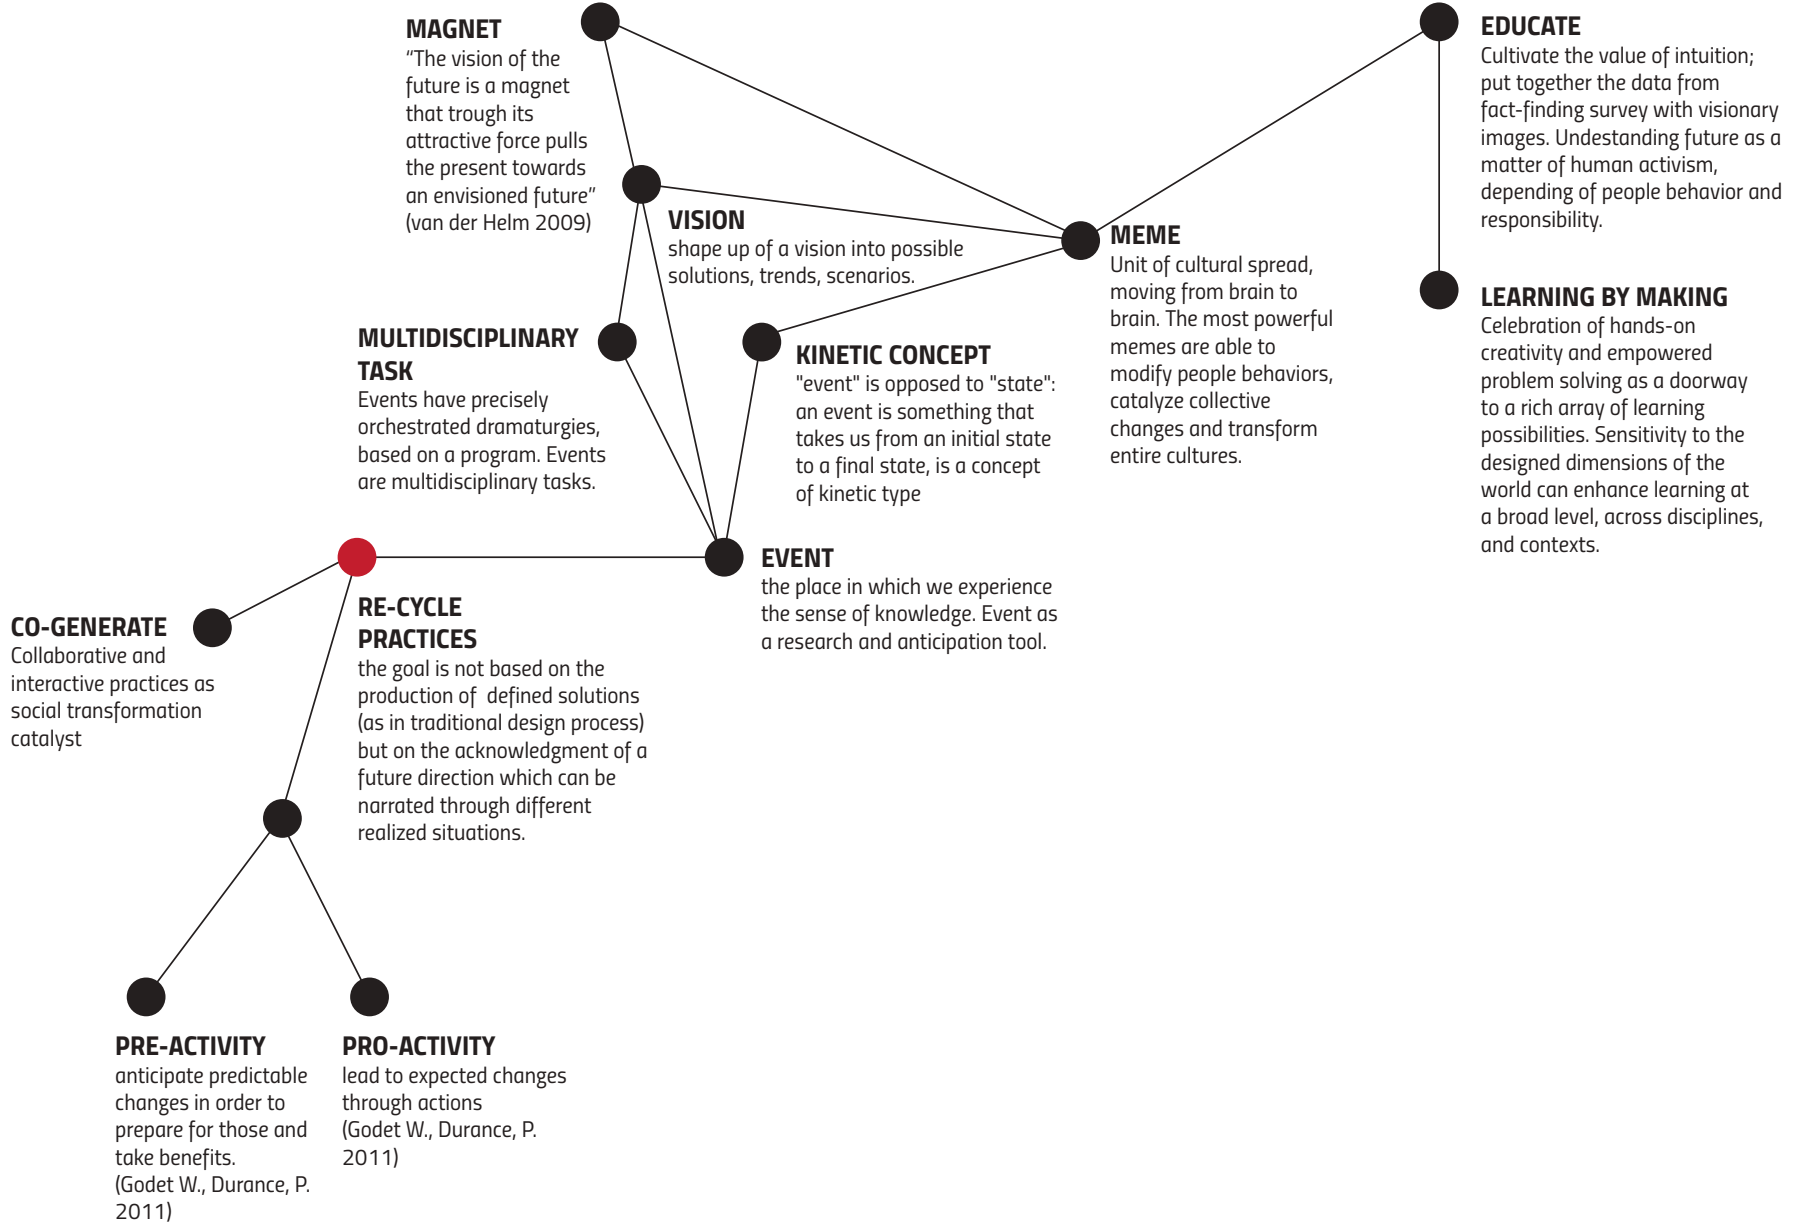 MAGNET
“The vision of the
future is a magnet
that trough its
attractive force pulls
the present towards
an envisioned future”
(van der Helm 2009)
EDUCATE
Cultivate the value of intuition;
put together the data from
fact-finding survey with visionary
images. Undestanding future as a
matter of human activism,
depending of people behavior and
responsibility.
VISION
shape up of a vision into possible
solutions, trends, scenarios.
MEME
Unit of cultural spread,
moving from brain to
brain. The most powerful
memes are able to
modify people behaviors,
catalyze collective
changes and transform
entire cultures.
LEARNING BY MAKING
Celebration of hands-on
creativity and empowered
problem solving as a doorway
to a rich array of learning
possibilities. Sensitivity to the
designed dimensions of the
world can enhance learning at
a broad level, across disciplines,
and contexts.
MULTIDISCIPLINARY
TASK
Events have precisely
orchestrated dramaturgies,
based on a program. Events
are multidisciplinary tasks.
KINETIC CONCEPT
"event" is opposed to "state":
an event is something that
takes us from an initial state
to a final state, is a concept
of kinetic type
EVENT
the place in which we experience
the sense of knowledge. Event as
a research and anticipation tool.
RE-CYCLE
PRACTICES
the goal is not based on the
production of defined solutions
(as in traditional design process)
but on the acknowledgment of a
future direction which can be
narrated through different
realized situations.
CO-GENERATE
Collaborative and
interactive practices as
social transformation
catalyst
PRE-ACTIVITY
anticipate predictable
changes in order to
prepare for those and
take benefits.
(Godet W., Durance, P.
2011)
PRO-ACTIVITY
lead to expected changes
through actions
(Godet W., Durance, P.
2011)